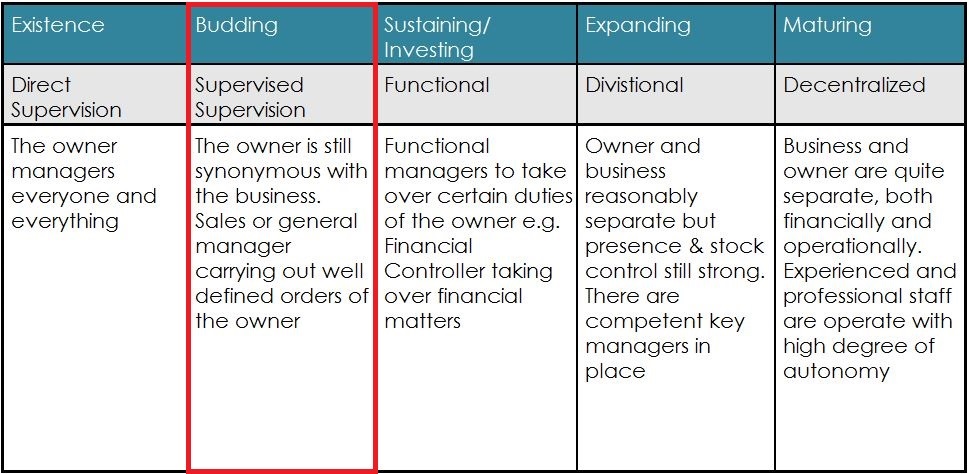 Existence
Budding
Sustaining/
Investing
Expanding
Maturing
Direct
Supervision
Supervised
Supervision
Functional
Divistional
Decentralized
The owner
managers
everyone and
everything
The owner is still
synonymous with
the business.
Sales or general
manager
carrying out well
defined orders of
the owner
Functional
managers to take
over certain duties
of the owner e.g.
Financial
Controller taking
over financial
matters
Owner and
business
reasonably
separate but
presence & stock
control still strong.
There are
competent key
managers in
place
Business and
owner are quite
separate, both
financially and
operationally.
Experienced and
professional staff
are operate with
high degree of
autonomy